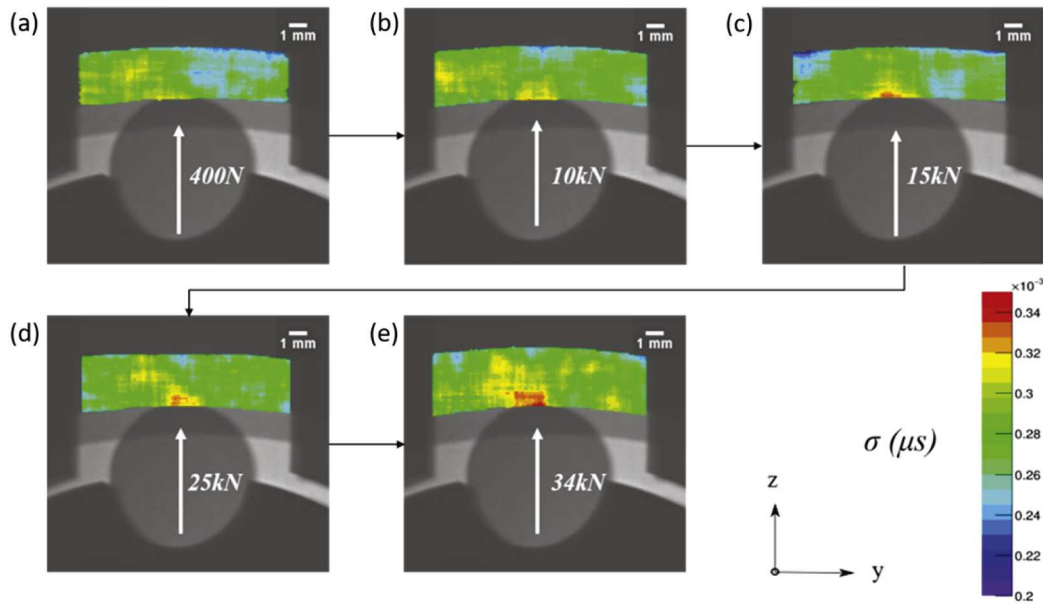 (a)
1 mm
400N
(b)
1 mm
10kN
(c)
1 mm
15kN
(d)
1 mm
25kN
(e)
1 mm
34kN
z
y
σ (μs)
×10⁻³
0.34
0.32
0.3
0.28
0.26
0.24
0.22
0.2